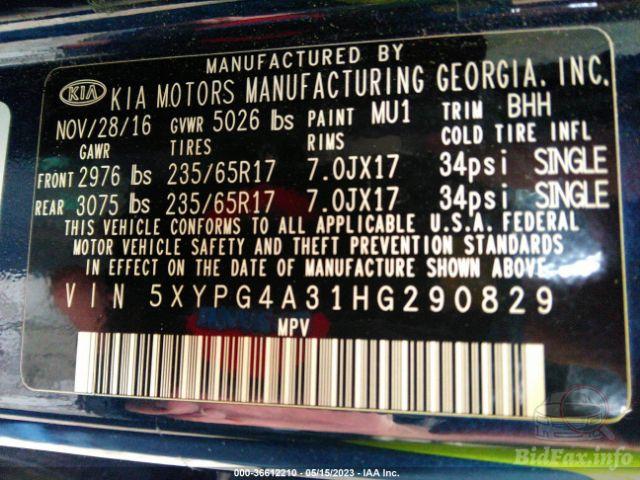 MANUFACTURED BY
KIA KIA MOTORS MANUFACTURING GEORGIA. INC.
NOV/28/16 GVWR 5026 lbs PAINT MU1 TRIM BHH
GAWR TIRES RIMS COLD TIRE INFL
FRONT 2976 lbs 235/65R17 7.0JX17 34psi SINGLE
REAR 3075 lbs 235/65R17 7.0JX17 34psi SINGLE
THIS VEHICLE CONFORMS TO ALL APPLICABLE U.S.A. FEDERAL
MOTOR VEHICLE SAFETY AND THEFT PREVENTION STANDARDS
IN EFFECT ON THE DATE OF MANUFACTURE SHOWN ABOVE.
VIN 5XYPG4A31HG290829
MPV
BidFax.info
000-36612210 - 05/15/2023 - IAA Inc.